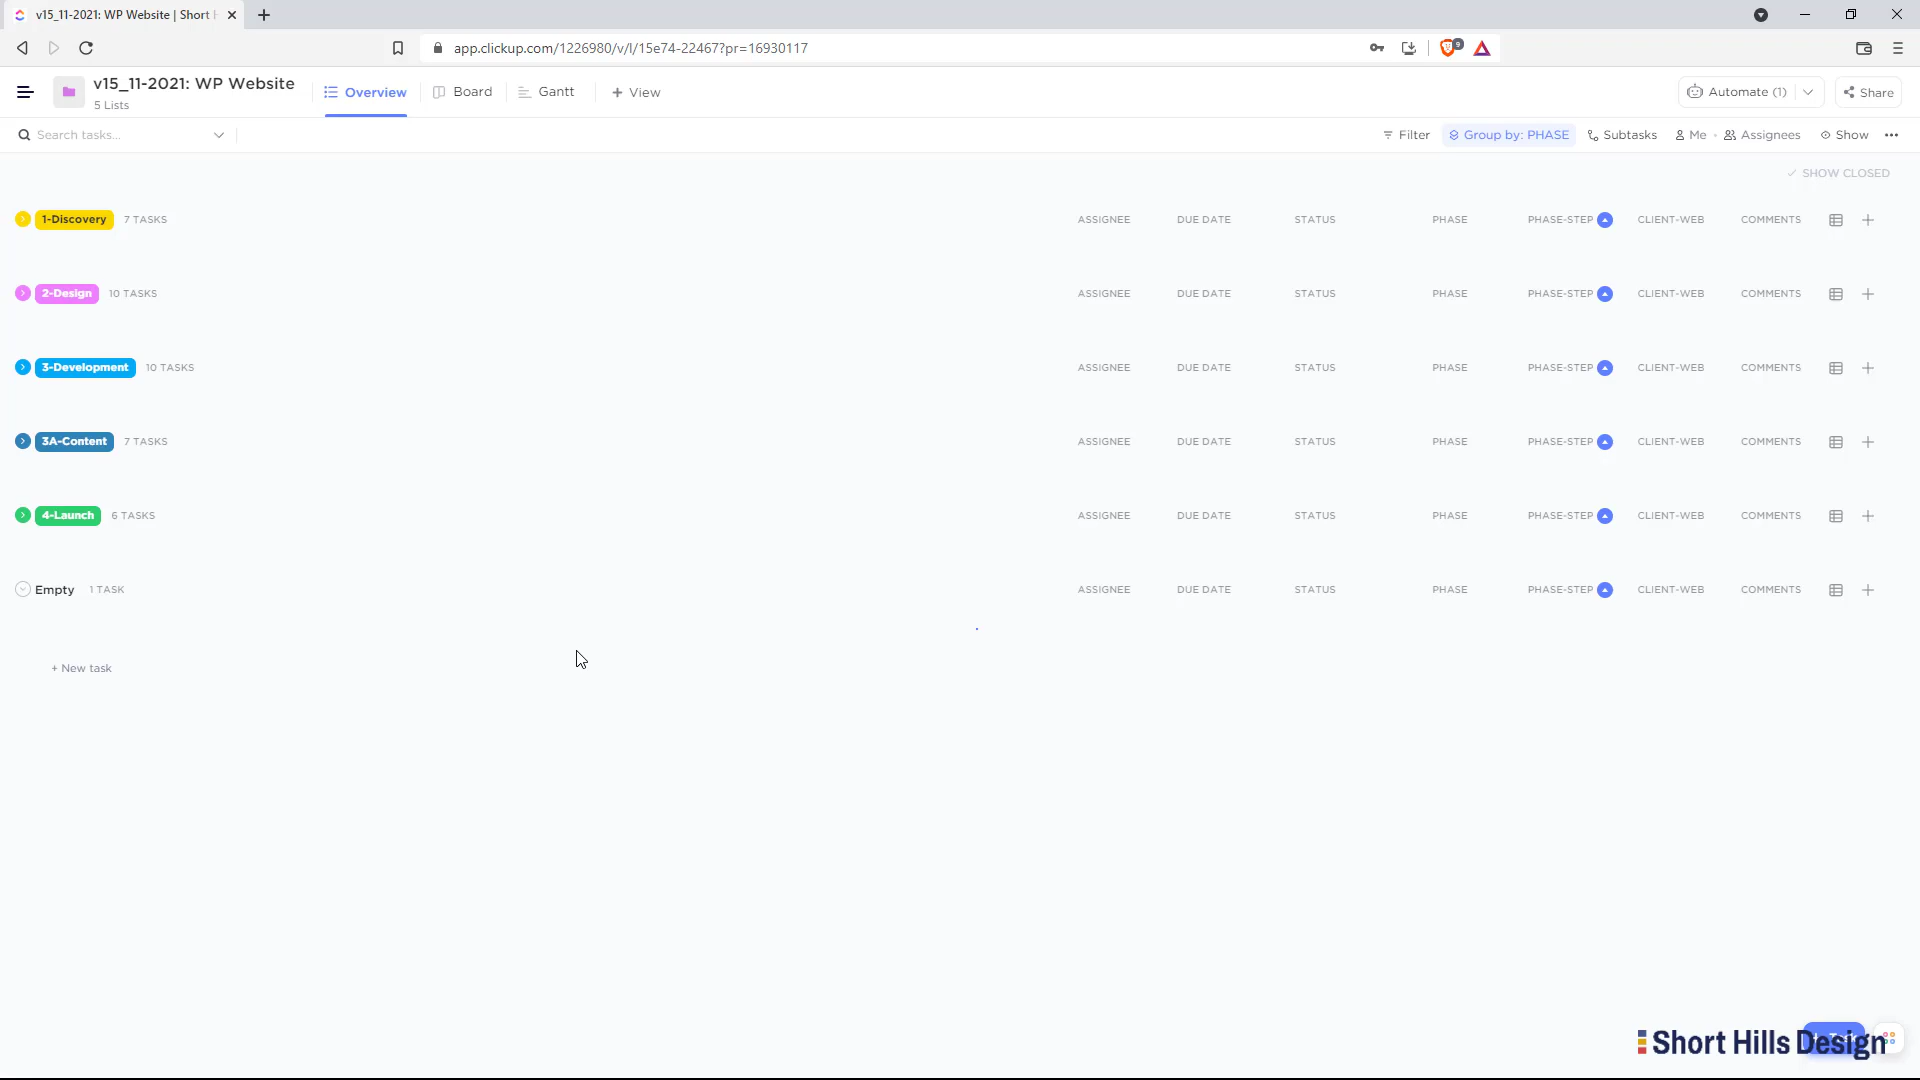 v15_11-2021: WP Website | Short
app.clickup.com/1226980/v/l/15e74-22467?pr=16930117
9
v15_11-2021: WP Website
5 Lists
Overview
Board
Gantt
+ View
Automate (1)
Share
Search tasks...
Filter
Group by: PHASE
Subtasks
Me
Assignees
Show
SHOW CLOSED
1-Discovery 7 TASKS ASSIGNEE DUE DATE STATUS PHASE PHASE-STEP CLIENT-WEB COMMENTS
2-Design 10 TASKS ASSIGNEE DUE DATE STATUS PHASE PHASE-STEP CLIENT-WEB COMMENTS
3-Development 10 TASKS ASSIGNEE DUE DATE STATUS PHASE PHASE-STEP CLIENT-WEB COMMENTS
3A-Content 7 TASKS ASSIGNEE DUE DATE STATUS PHASE PHASE-STEP CLIENT-WEB COMMENTS
4-Launch 6 TASKS ASSIGNEE DUE DATE STATUS PHASE PHASE-STEP CLIENT-WEB COMMENTS
Empty 1 TASK ASSIGNEE DUE DATE STATUS PHASE PHASE-STEP CLIENT-WEB COMMENTS
+ New task
Short Hills Design